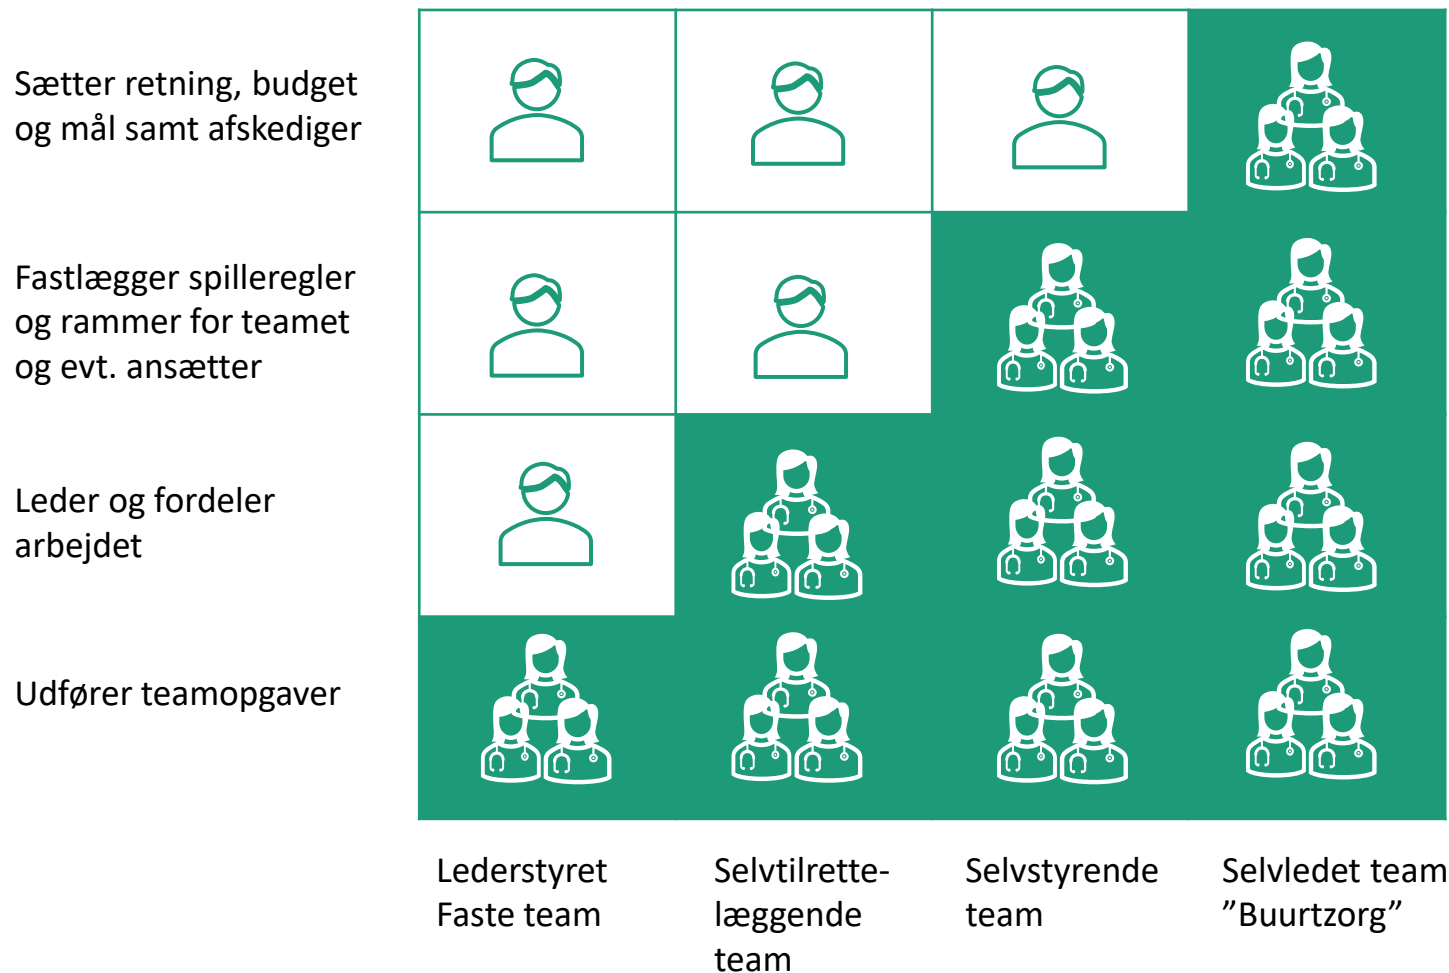 Sætter retning, budget
og mål samt afskediger
Fastlægger spilleregler
og rammer for teamet
og evt. ansætter
Leder og fordeler
arbejdet
Udfører teamopgaver
Lederstyret
Faste team
Selvtilrette-
læggende
team
Selvstyrende
team
Selvledet team
”Buurtzorg”